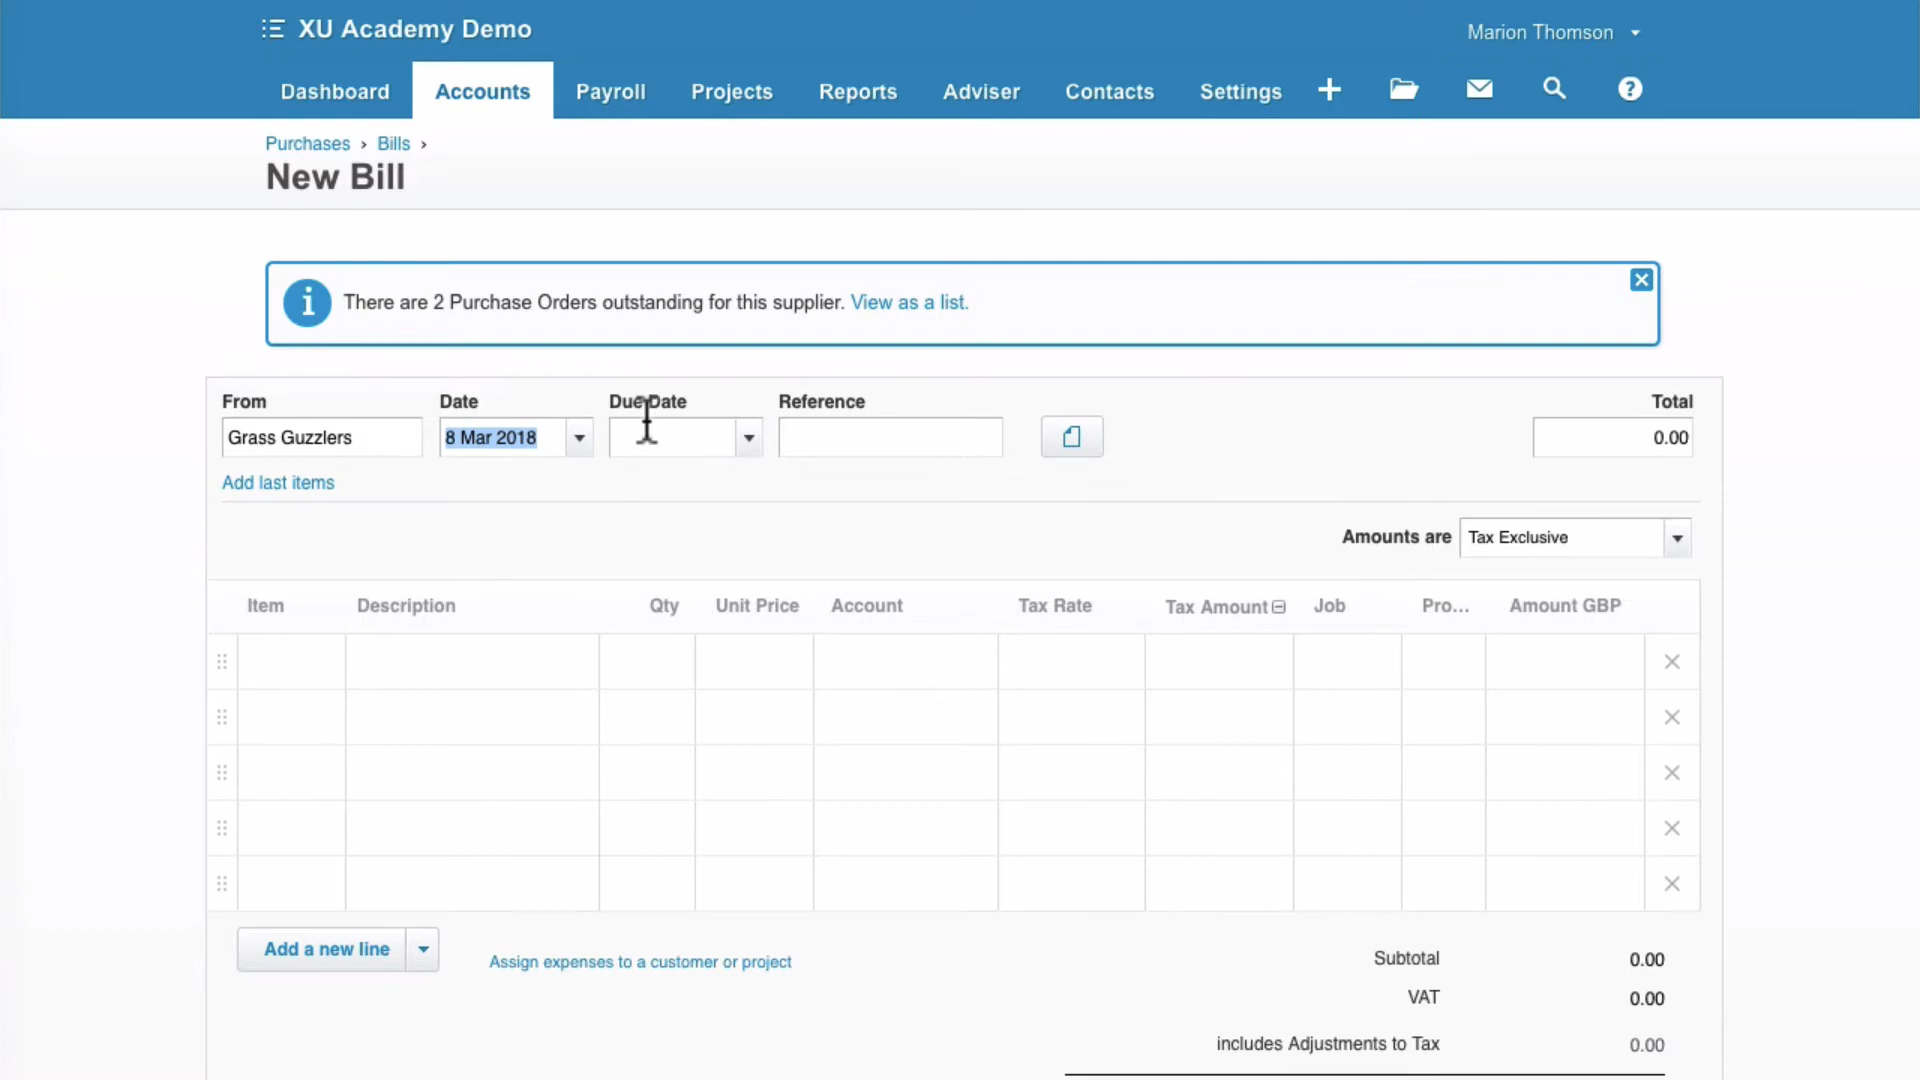 XU Academy Demo
Marion Thomson
Dashboard Accounts Payroll Projects Reports Adviser Contacts Settings
Purchases › Bills ›
New Bill
There are 2 Purchase Orders outstanding for this supplier. View as a list.
From Date Due Date Reference Total
Grass Guzzlers 8 Mar 2018 0.00
Add last items
Amounts are Tax Exclusive
Item Description Qty Unit Price Account Tax Rate Tax Amount Job Pro... Amount GBP
Add a new line
Assign expenses to a customer or project
Subtotal 0.00
VAT 0.00
includes Adjustments to Tax 0.00